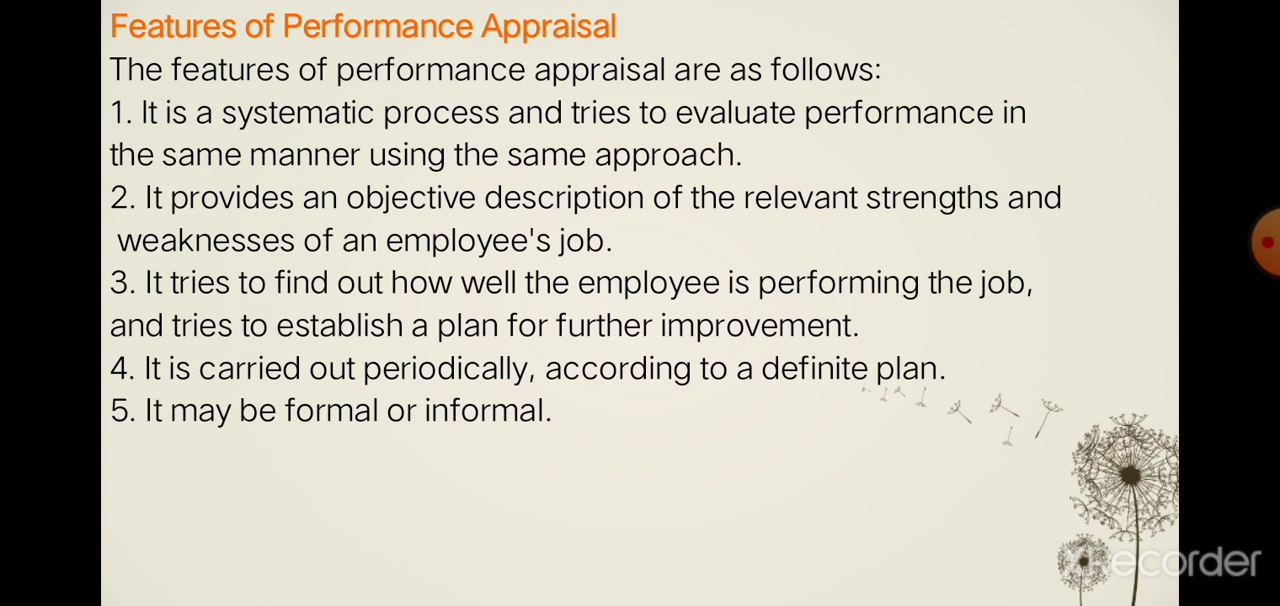 Features of Performance Appraisal
The features of performance appraisal are as follows:
1. It is a systematic process and tries to evaluate performance in
the same manner using the same approach.
2. It provides an objective description of the relevant strengths and
weaknesses of an employee's job.
3. It tries to find out how well the employee is performing the job,
and tries to establish a plan for further improvement.
4. It is carried out periodically, according to a definite plan.
5. It may be formal or informal.
Recorder